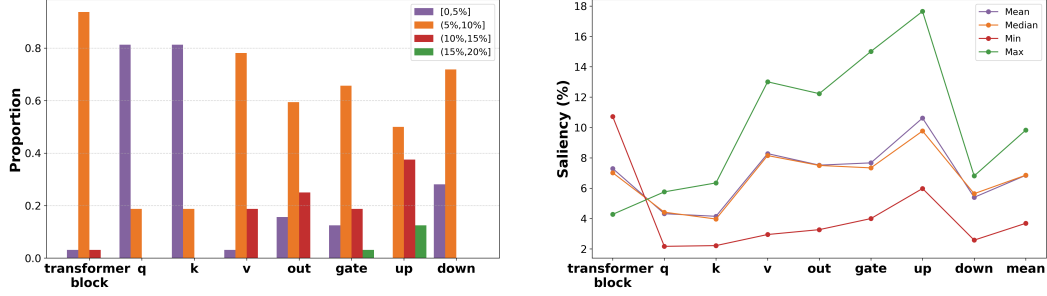 Proportion
0.8
0.6
0.4
0.2
0.0
[0,5%]
(5%,10%]
(10%,15%]
(15%,20%]
transformer block
q
k
v
out
gate
up
down
Saliency (%)
18
16
14
12
10
8
6
4
2
Mean
Median
Min
Max
transformer block
q
k
v
out
gate
up
down
mean